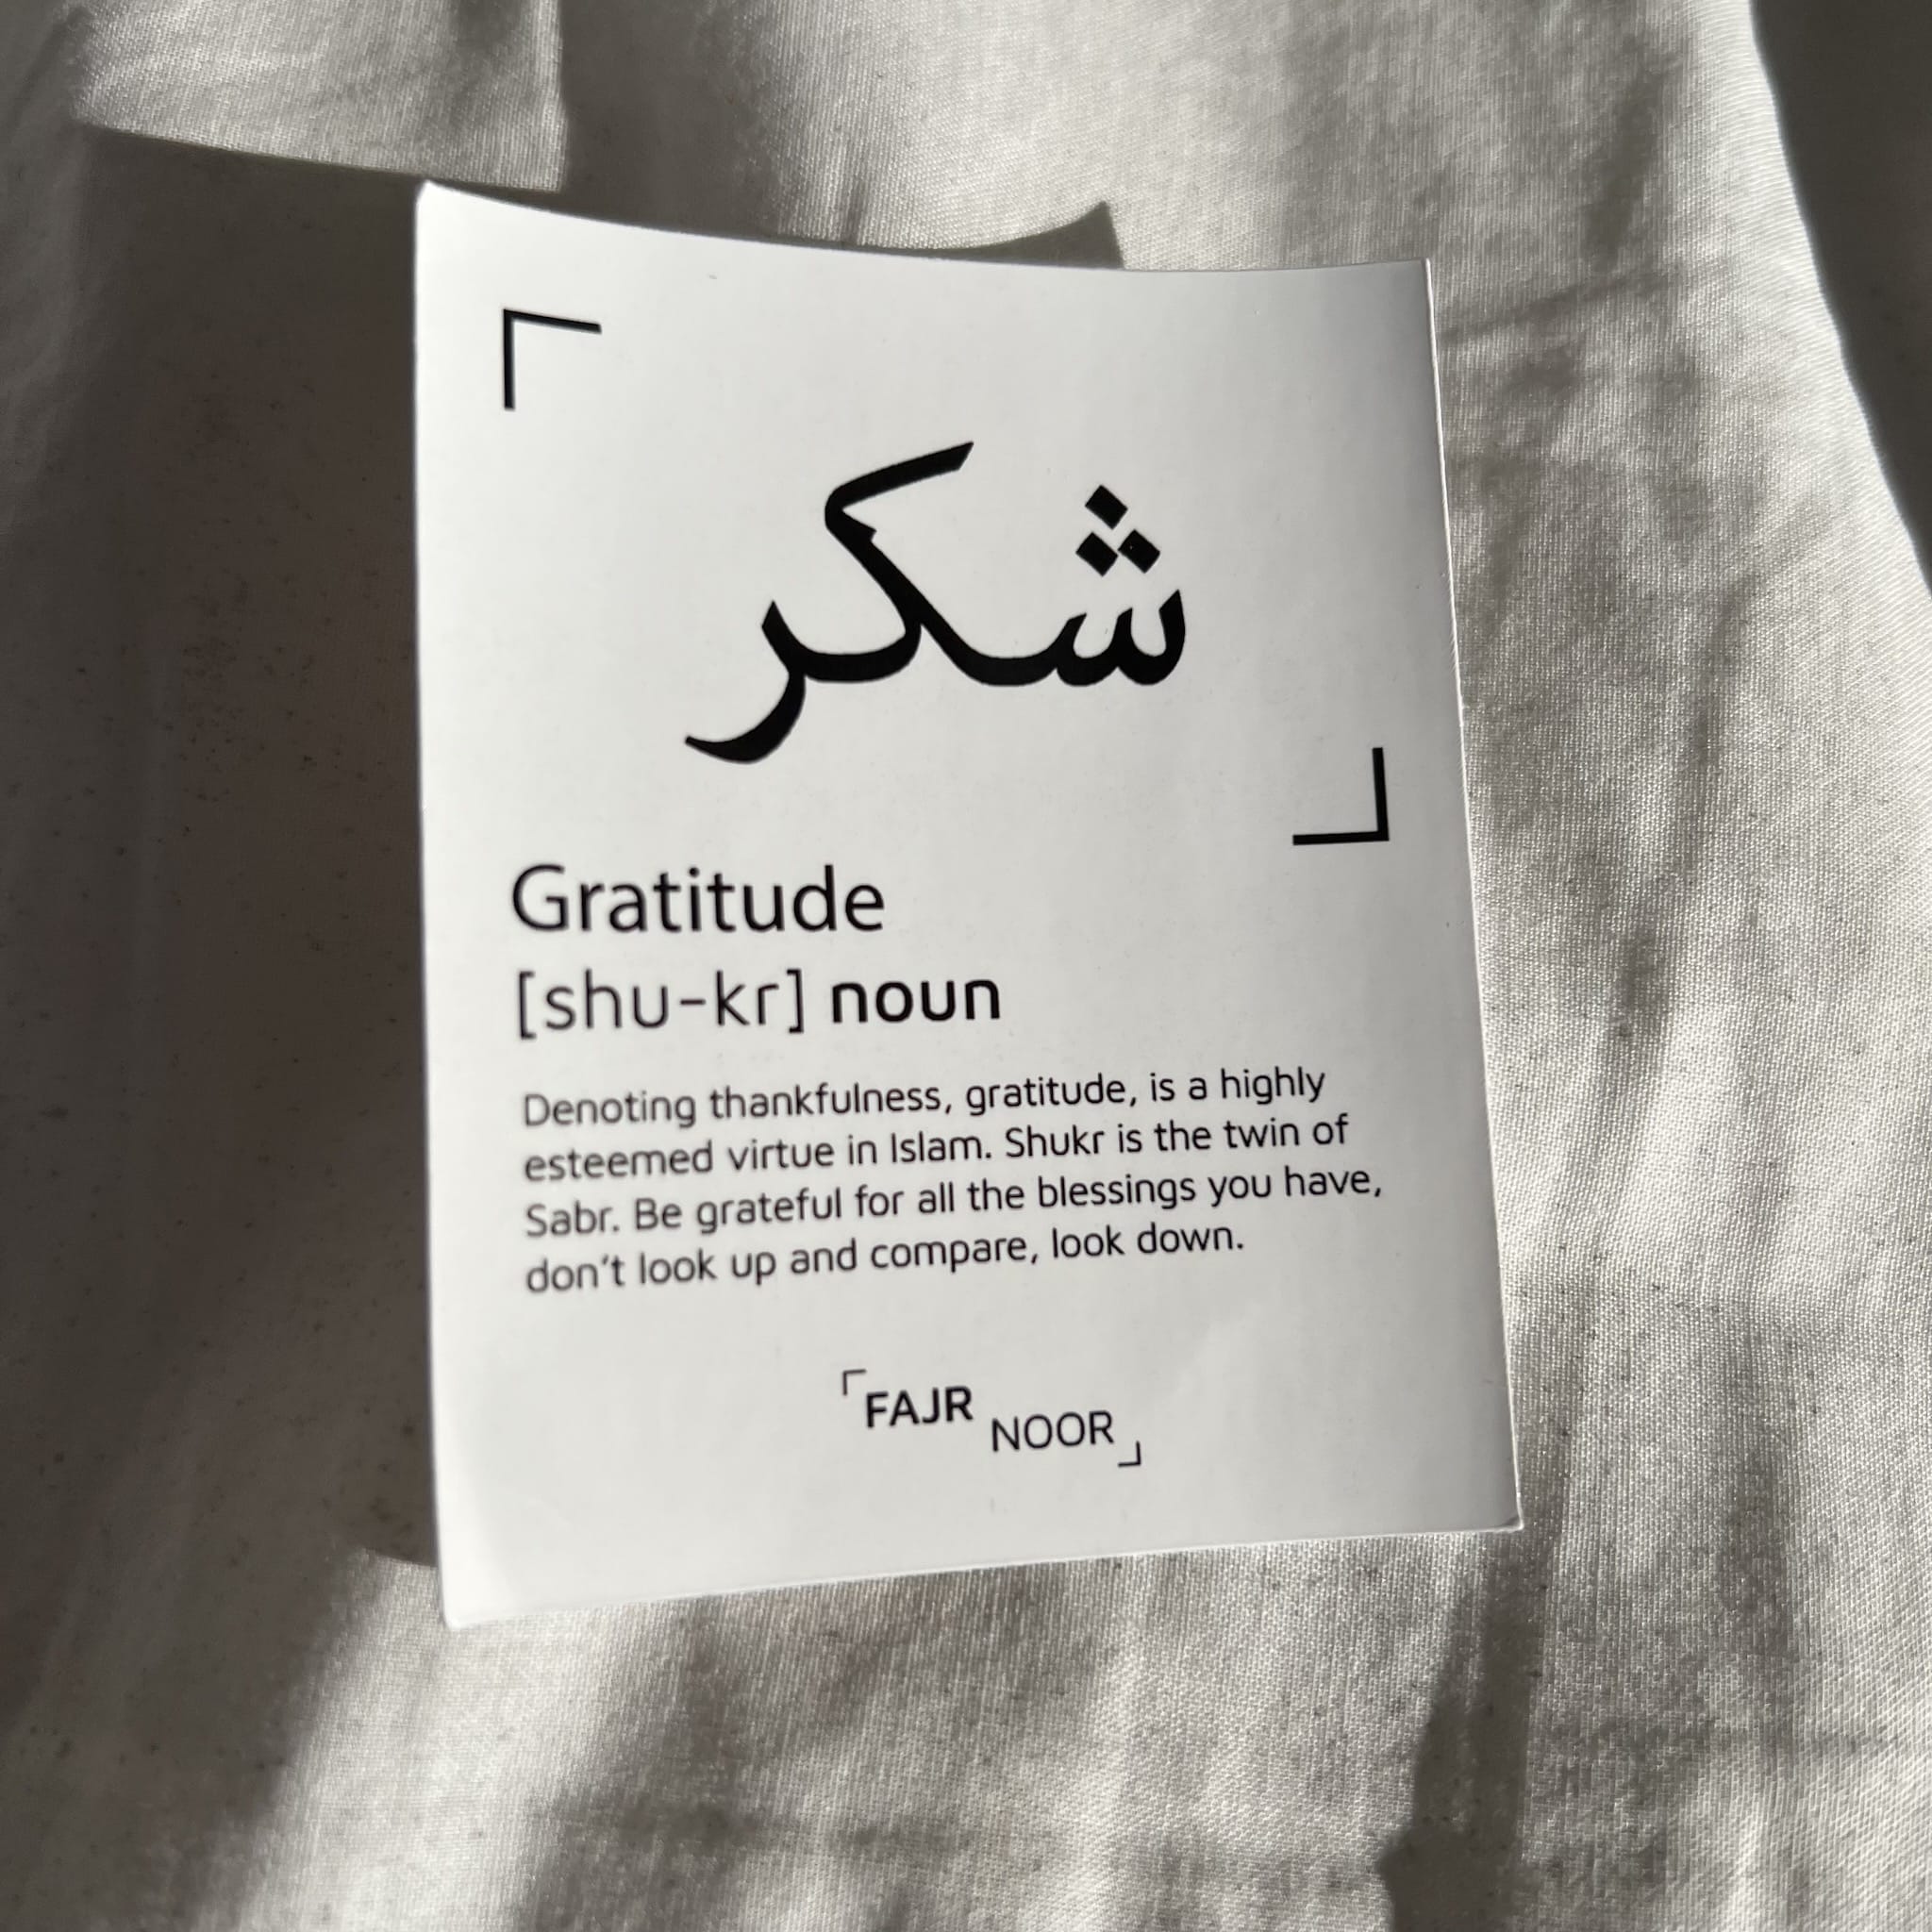 شكر
Gratitude
[shu-kr] noun
Denoting thankfulness, gratitude, is a highly
esteemed virtue in Islam. Shukr is the twin of
Sabr. Be grateful for all the blessings you have,
don't look up and compare, look down.
FAJR
NOOR